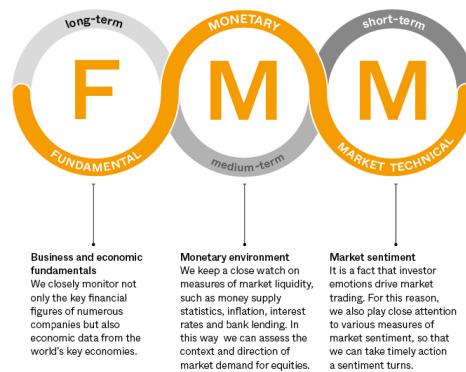 long-term
MONETARY
short-term
F
M
M
FUNDAMENTAL
medium-term
MARKET TECHNICAL
Business and economic
fundamentals
We closely monitor not
only the key financial
figures of numerous
companies but also
economic data from the
world's key economies.
Monetary environment
We keep a close watch on
measures of market liquidity,
such as money supply
statistics, inflation, interest
rates and bank lending. In
this way we can assess the
context and direction of
market demand for equities.
Market sentiment
It is a fact that investor
emotions drive market
trading. For this reason,
we also play close attention
to various measures of
market sentiment, so that
we can take timely action
a sentiment turns.